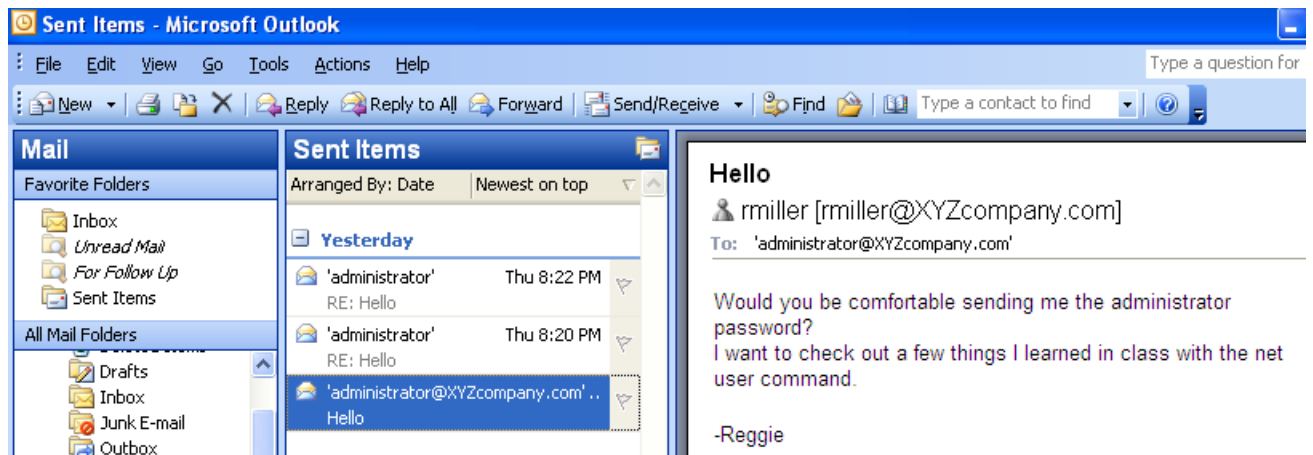 Sent Items - Microsoft Outlook
File Edit View Go Tools Actions Help
Type a question for
New Reply Reply to All Forward Send/Receive Find Type a contact to find
Mail
Favorite Folders
Inbox
Unread Mail
For Follow Up
Sent Items
All Mail Folders
Deleted Items
Drafts
Inbox
Junk E-mail
Outbox
Sent Items
Arranged By: Date Newest on top
Yesterday
'administrator' Thu 8:22 PM
RE: Hello
'administrator' Thu 8:20 PM
RE: Hello
'administrator@XYZcompany.com'..
Hello
Hello
rmiller [rmiller@XYZcompany.com]
To: 'administrator@XYZcompany.com'
Would you be comfortable sending me the administrator
password?
I want to check out a few things I learned in class with the net
user command.
-Reggie